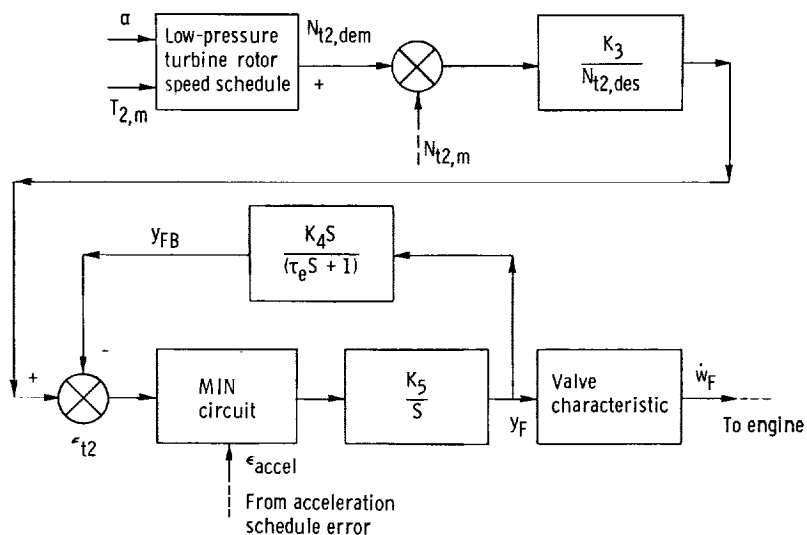 α
T2,m
Low-pressure
turbine rotor
speed schedule
Nt2,dem
+
Nt2,m
K3
Nt2,des
yFB
K4S
(τeS + 1)
-
+
ϵt2
MIN
circuit
ϵaccel
From acceleration
schedule error
K5
S
yF
Valve
characteristic
ẇF
To engine